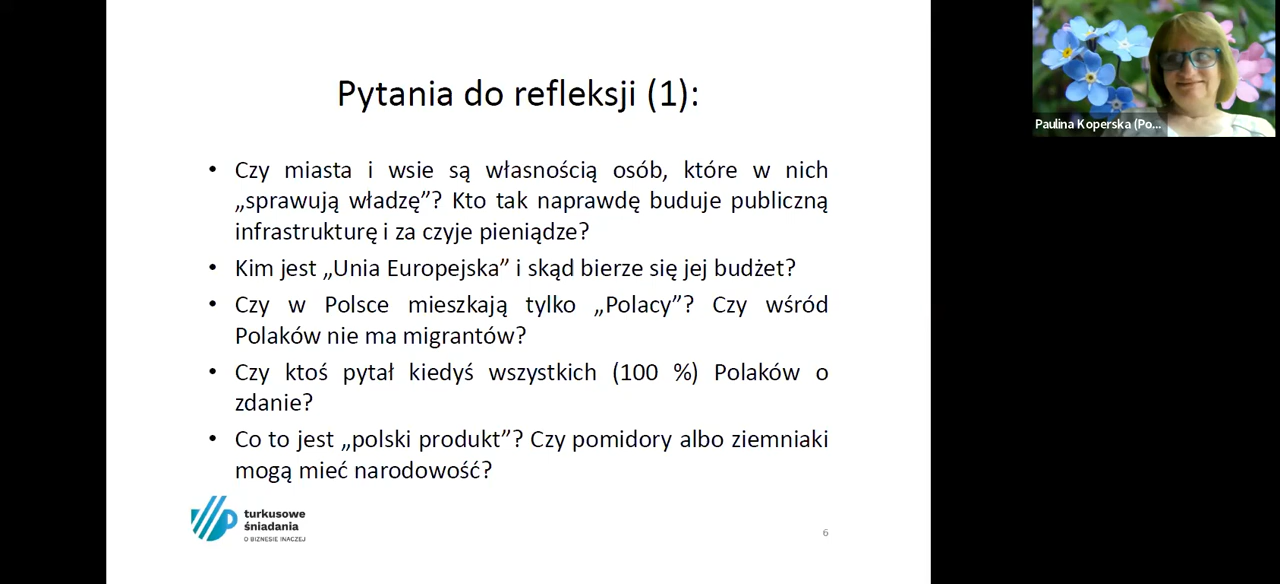 Pytania do refleksji (1):
• Czy miasta i wsie są własnością osób, które w nich
„sprawują władzę”? Kto tak naprawdę buduje publiczną
infrastrukturę i za czyje pieniądze?
• Kim jest „Unia Europejska” i skąd bierze się jej budżet?
• Czy w Polsce mieszkają tylko „Polacy”? Czy wśród
Polaków nie ma migrantów?
• Czy ktoś pytał kiedyś wszystkich (100 %) Polaków o
zdanie?
• Co to jest „polski produkt”? Czy pomidory albo ziemniaki
mogą mieć narodowość?
turkusowe
śniadania
O BIZNESIE INACZEJ
6
Paulina Koperska (Po...